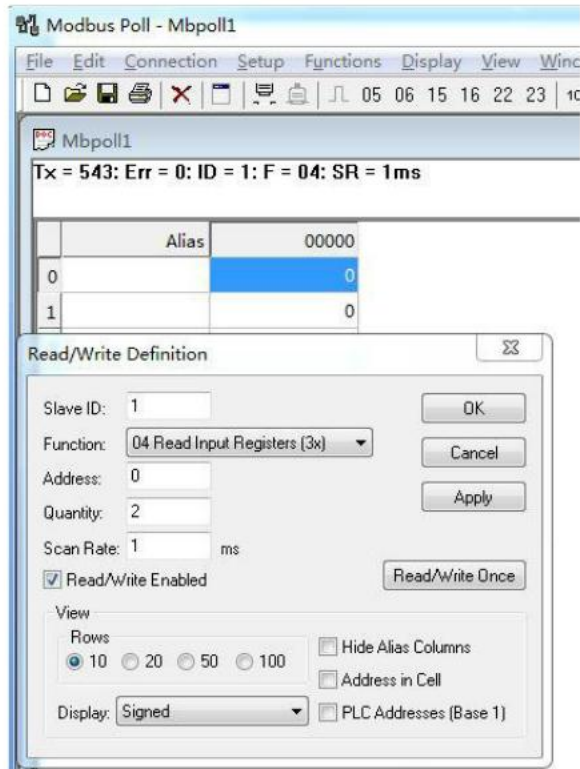 Modbus Poll - Mbpoll1
File Edit Connection Setup Functions Display View
05 06 15 16 22 23
Mbpoll1
Tx = 543: Err = 0: ID = 1: F = 04: SR = 1ms
Alias 00000
0 0
1 0
Read/Write Definition
Slave ID: 1 OK
Function: 04 Read Input Registers (3x) Cancel
Address: 0
Quantity: 2 Apply
Scan Rate: 1 ms
Read/Write Enabled Read/Write Once
View
Rows
10 20 50 100 Hide Alias Columns
Address in Cell
Display: Signed PLC Addresses (Base 1)